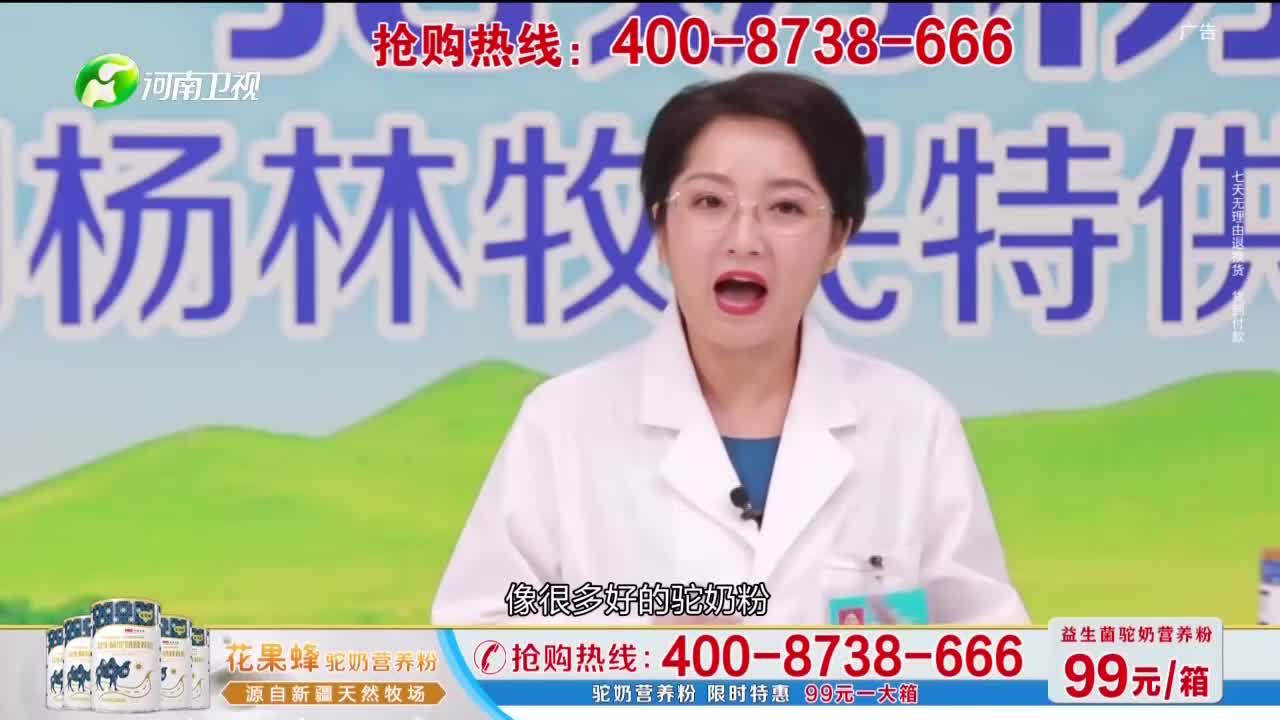 抢购热线：400-8738-666
广告
河南卫视
杨林牧民特供
七天无理由退换货 货到付款
像很多好的驼奶粉
花果蜂 驼奶营养粉
源自新疆天然牧场
抢购热线：400-8738-666
驼奶营养粉 限时特惠 99元一大箱
益生菌驼奶营养粉
99元/箱